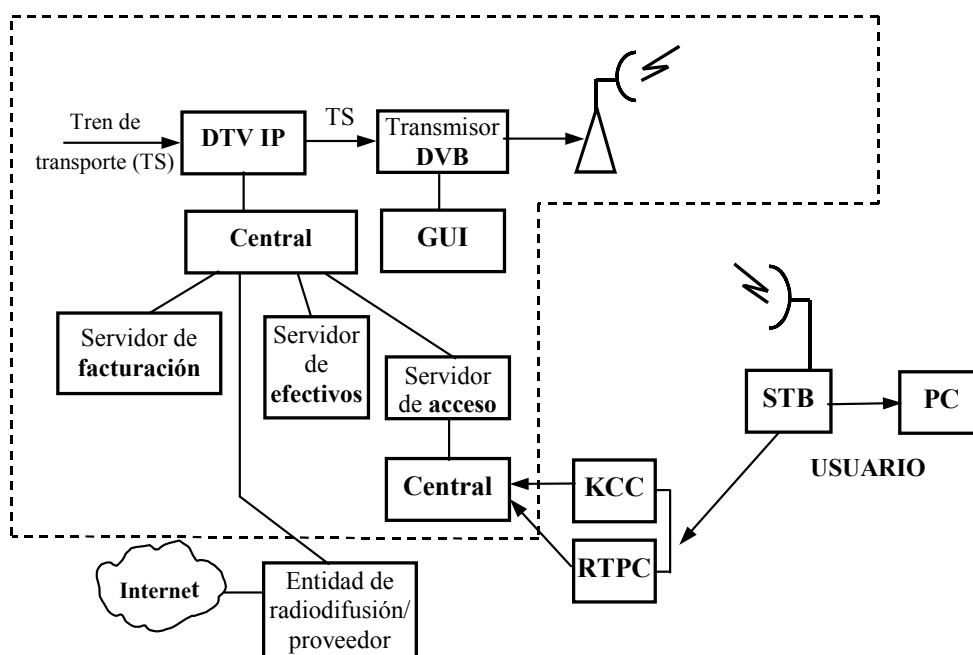 Tren de
transporte (TS)
DTV IP
TS
Transmisor
DVB
Central
GUI
Servidor de
facturación
Servidor
de
efectivos
Servidor
de acceso
Central
KCC
RTPC
STB
PC
USUARIO
Internet
Entidad de
radiodifusión/
proveedor